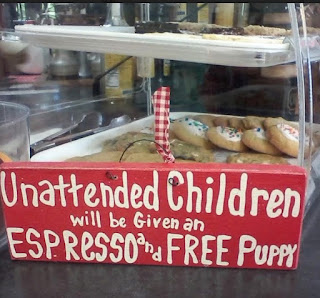 Unattended Children
will be Given an
ESPRESSO and FREE PUPPY